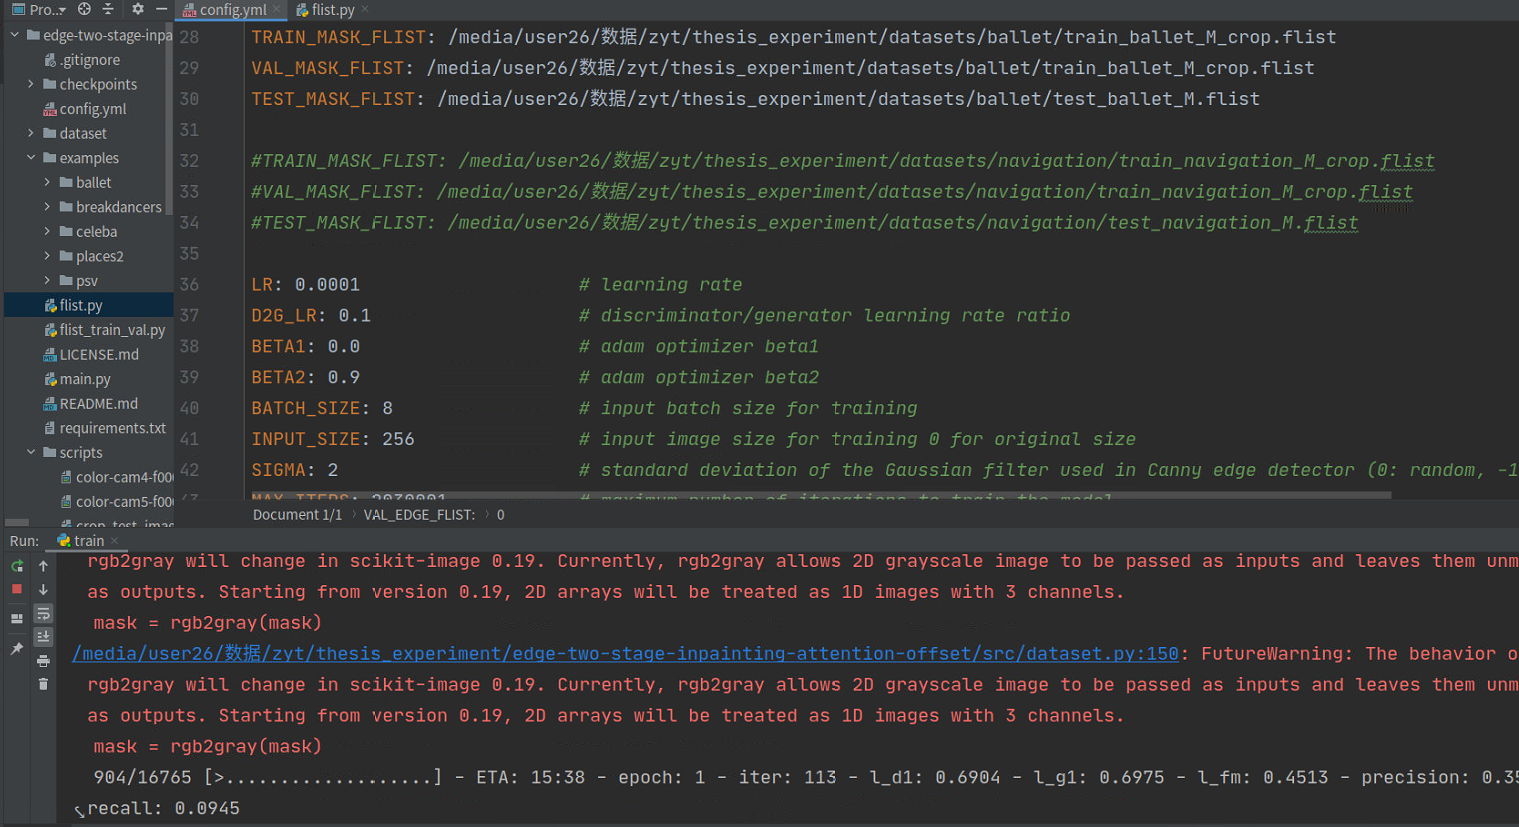 Pro...
config.yml
flist.py
edge-two-stage-inpa
.gitignore
checkpoints
config.yml
dataset
examples
ballet
breakdancers
celeba
places2
psv
flist.py
flist_train_val.py
LICENSE.md
main.py
README.md
requirements.txt
scripts
color-cam4-f00
color-cam5-f00
crop_test_imag
28 TRAIN_MASK_FLIST: /media/user26/数据/zyt/thesis_experiment/datasets/ballet/train_ballet_M_crop.flist
29 VAL_MASK_FLIST: /media/user26/数据/zyt/thesis_experiment/datasets/ballet/train_ballet_M_crop.flist
30 TEST_MASK_FLIST: /media/user26/数据/zyt/thesis_experiment/datasets/ballet/test_ballet_M.flist
31
32 #TRAIN_MASK_FLIST: /media/user26/数据/zyt/thesis_experiment/datasets/navigation/train_navigation_M_crop.flist
33 #VAL_MASK_FLIST: /media/user26/数据/zyt/thesis_experiment/datasets/navigation/train_navigation_M_crop.flist
34 #TEST_MASK_FLIST: /media/user26/数据/zyt/thesis_experiment/datasets/navigation/test_navigation_M.flist
35
36 LR: 0.0001 # learning rate
37 D2G_LR: 0.1 # discriminator/generator learning rate ratio
38 BETA1: 0.0 # adam optimizer beta1
39 BETA2: 0.9 # adam optimizer beta2
40 BATCH_SIZE: 8 # input batch size for training
41 INPUT_SIZE: 256 # input image size for training 0 for original size
42 SIGMA: 2 # standard deviation of the Gaussian filter used in Canny edge detector (0: random, -1
43 MAX_ITERS: 2030001 # maximum number of iterations to train the model
Document 1/1 › VAL_EDGE_FLIST: › 0
Run: train
rgb2gray will change in scikit-image 0.19. Currently, rgb2gray allows 2D grayscale image to be passed as inputs and leaves them unm
as outputs. Starting from version 0.19, 2D arrays will be treated as 1D images with 3 channels.
mask = rgb2gray(mask)
/media/user26/数据/zyt/thesis_experiment/edge-two-stage-inpainting-attention-offset/src/dataset.py:150: FutureWarning: The behavior o
rgb2gray will change in scikit-image 0.19. Currently, rgb2gray allows 2D grayscale image to be passed as inputs and leaves them unm
as outputs. Starting from version 0.19, 2D arrays will be treated as 1D images with 3 channels.
mask = rgb2gray(mask)
904/16765 [>...................] - ETA: 15:38 - epoch: 1 - iter: 113 - l_d1: 0.6904 - l_g1: 0.6975 - l_fm: 0.4513 - precision: 0.35
recall: 0.0945